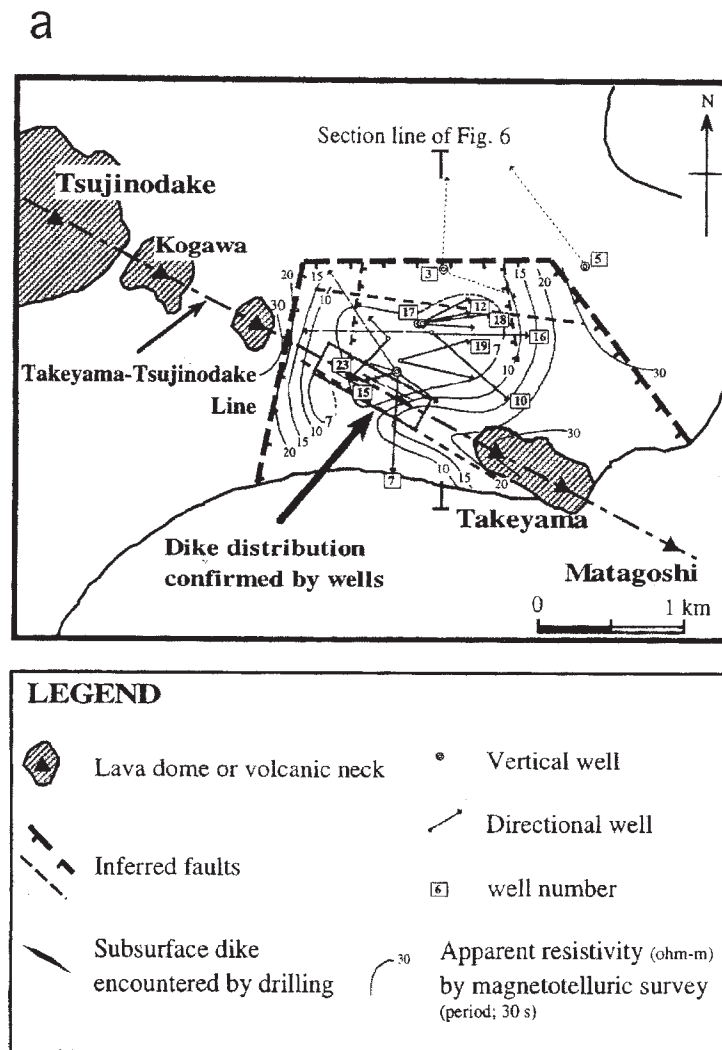 a
N
Section line of Fig. 6
Tsujinodake
Kogawa
3
5
20
15
10
30
17
12
18
15
20
16
19
7
10
30
Takeyama-Tsujinodake
Line
23
15
10
7
10
15
20
7
10
15
20
30
Takeyama
Dike distribution
confirmed by wells
Matagoshi
0 1 km
LEGEND
Lava dome or volcanic neck
Vertical well
Directional well
Inferred faults
6 well number
Subsurface dike
encountered by drilling
30 Apparent resistivity (ohm-m)
by magnetotelluric survey
(period; 30 s)